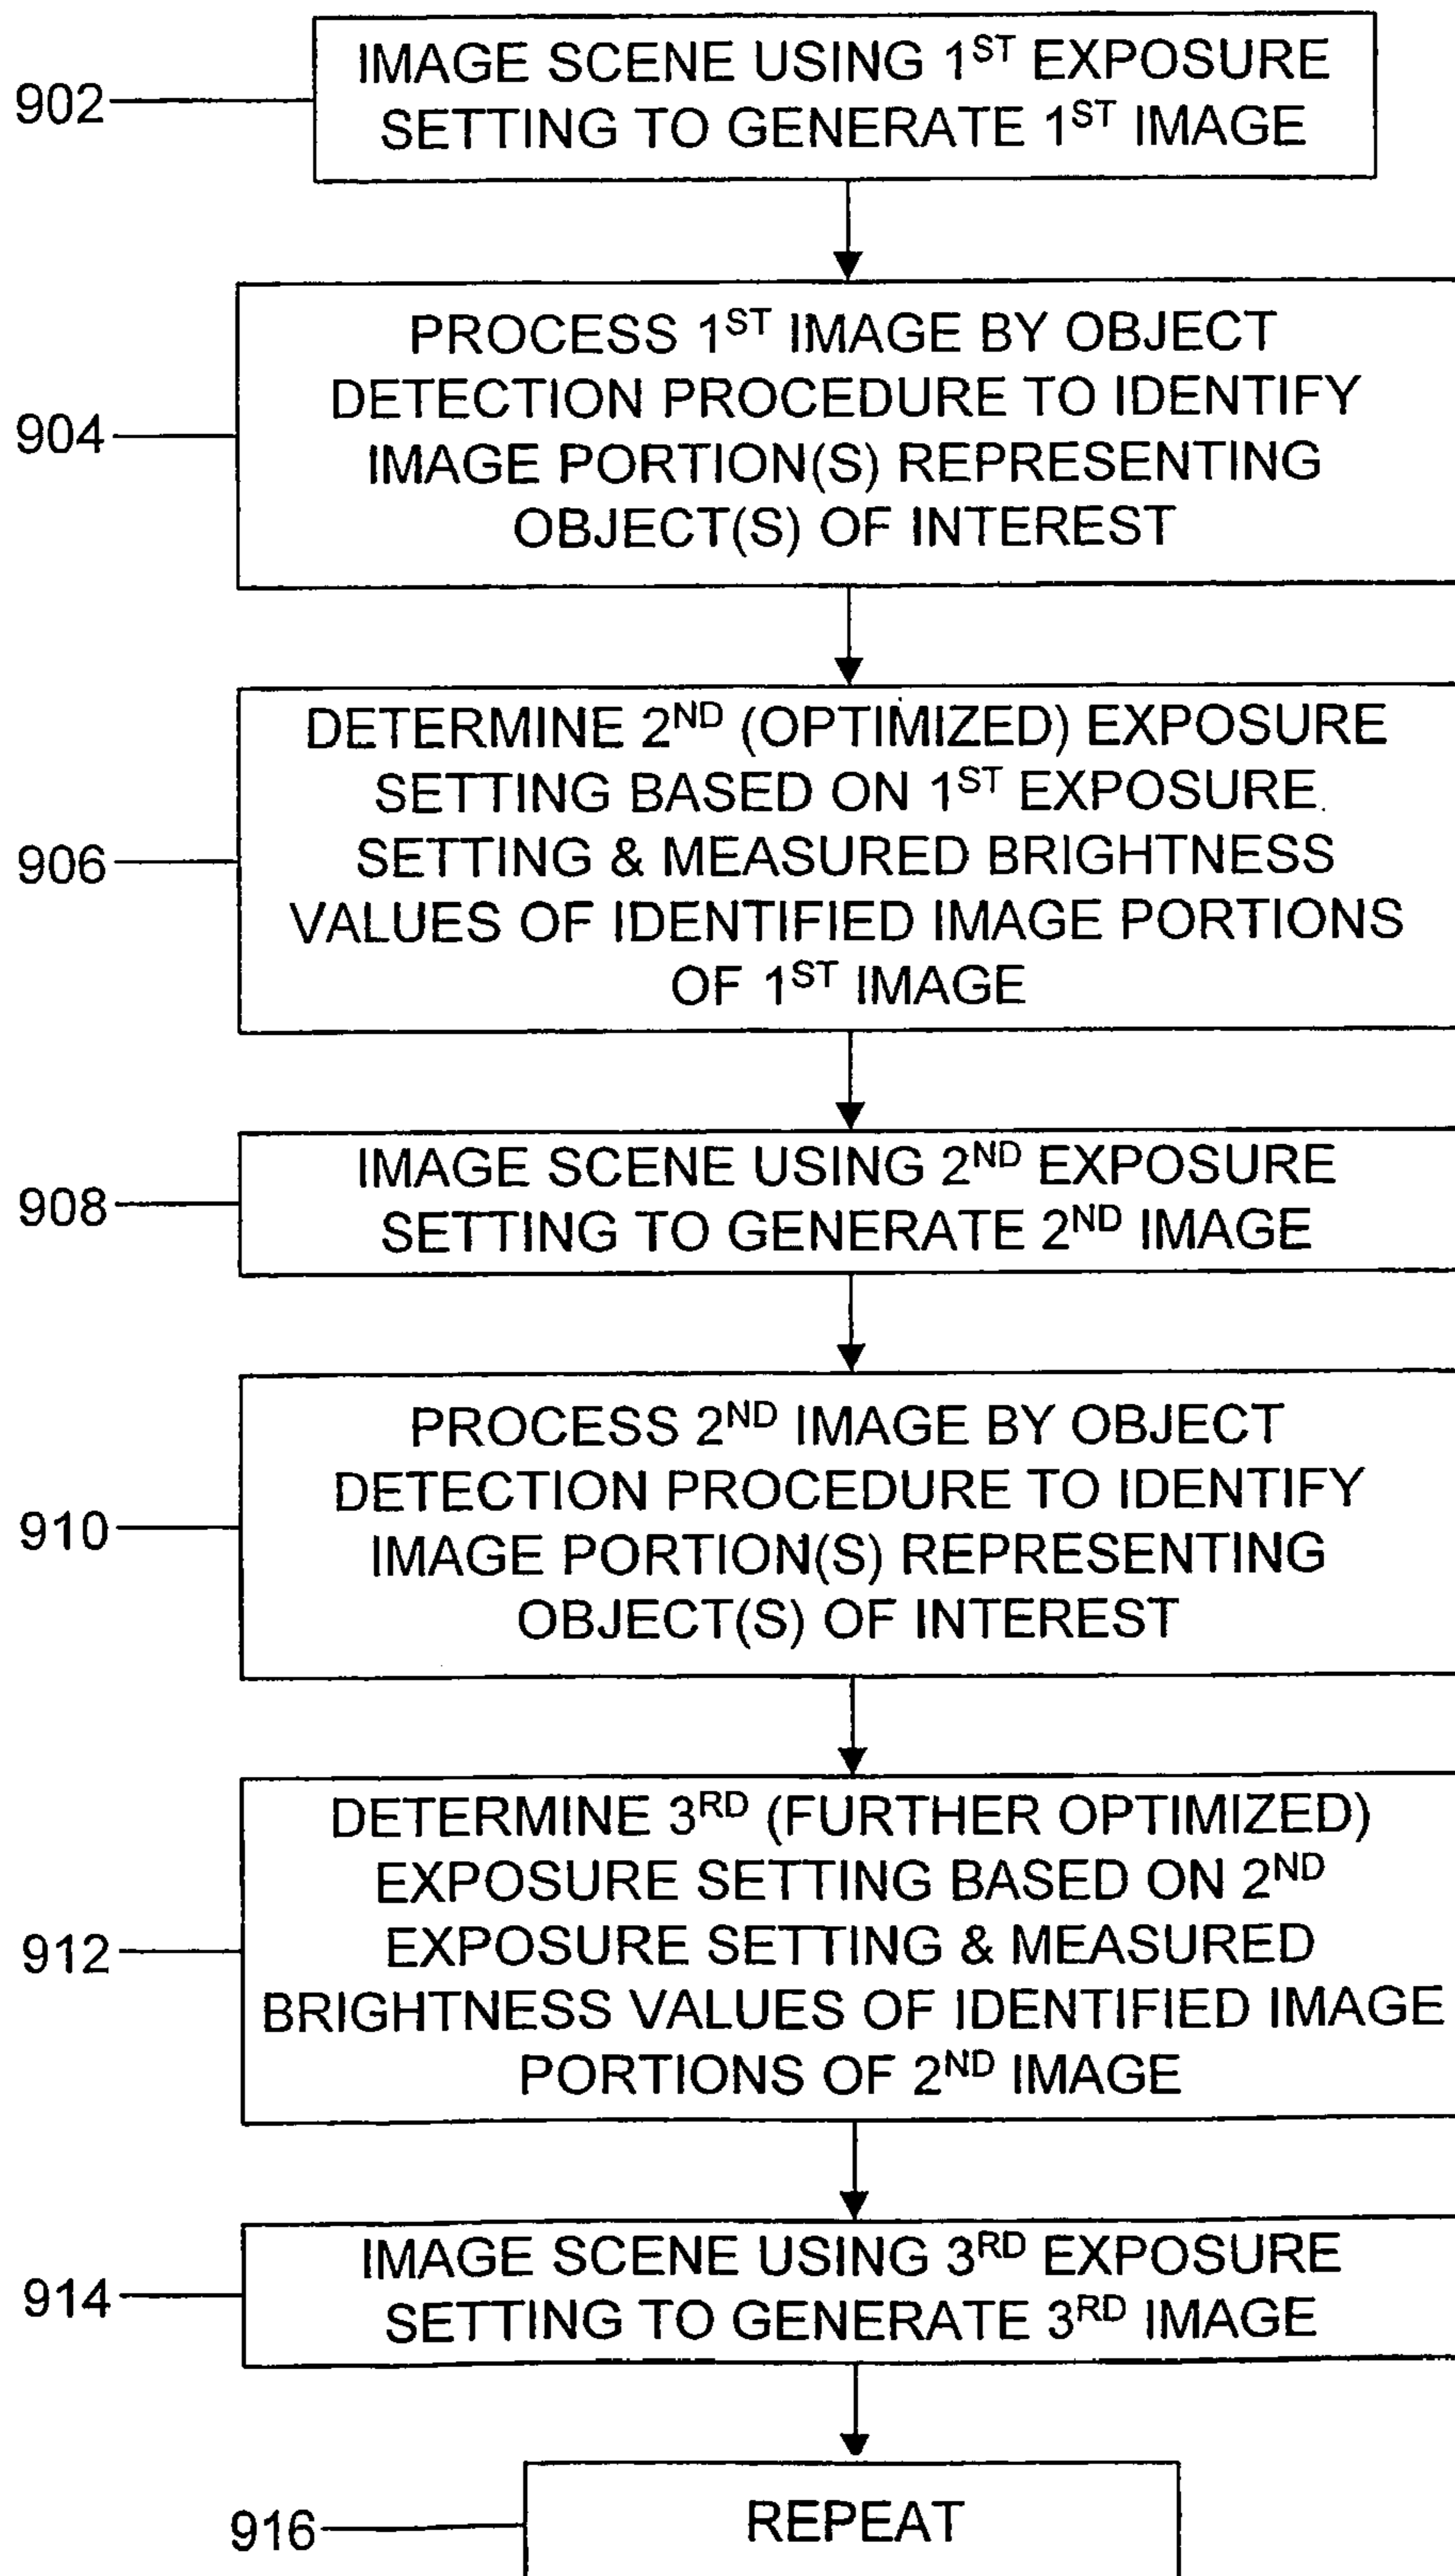 902
IMAGE SCENE USING 1ST EXPOSURE
SETTING TO GENERATE 1ST IMAGE
904
PROCESS 1ST IMAGE BY OBJECT
DETECTION PROCEDURE TO IDENTIFY
IMAGE PORTION(S) REPRESENTING
OBJECT(S) OF INTEREST
906
DETERMINE 2ND (OPTIMIZED) EXPOSURE
SETTING BASED ON 1ST EXPOSURE
SETTING & MEASURED BRIGHTNESS
VALUES OF IDENTIFIED IMAGE PORTIONS
OF 1ST IMAGE
908
IMAGE SCENE USING 2ND EXPOSURE
SETTING TO GENERATE 2ND IMAGE
910
PROCESS 2ND IMAGE BY OBJECT
DETECTION PROCEDURE TO IDENTIFY
IMAGE PORTION(S) REPRESENTING
OBJECT(S) OF INTEREST
912
DETERMINE 3RD (FURTHER OPTIMIZED)
EXPOSURE SETTING BASED ON 2ND
EXPOSURE SETTING & MEASURED
BRIGHTNESS VALUES OF IDENTIFIED IMAGE
PORTIONS OF 2ND IMAGE
914
IMAGE SCENE USING 3RD EXPOSURE
SETTING TO GENERATE 3RD IMAGE
916
REPEAT